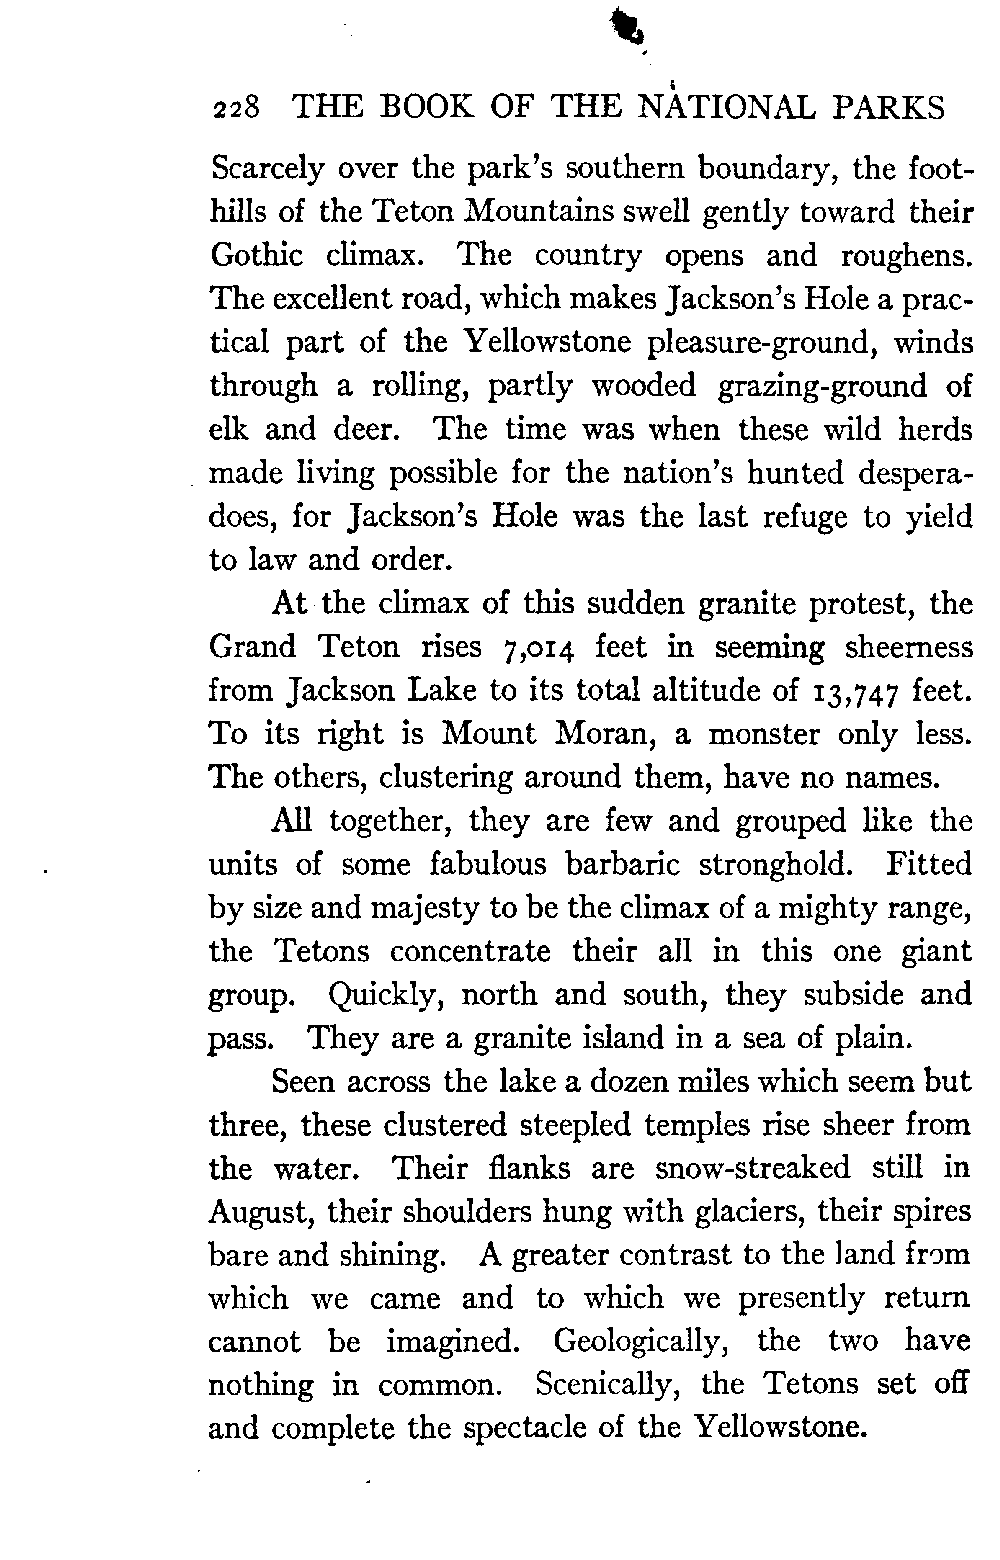 228 THE BOOK OF THE NATIONAL PARKS
Scarcely over the park's southern boundary, the foot-
hills of the Teton Mountains swell gently toward their
Gothic climax. The country opens and roughens.
The excellent road, which makes Jackson's Hole a prac-
tical part of the Yellowstone pleasure-ground, winds
through a rolling, partly wooded grazing-ground of
elk and deer. The time was when these wild herds
made living possible for the nation's hunted despera-
does, for Jackson's Hole was the last refuge to yield
to law and order.
At the climax of this sudden granite protest, the
Grand Teton rises 7,014 feet in seeming sheerness
from Jackson Lake to its total altitude of 13,747 feet.
To its right is Mount Moran, a monster only less.
The others, clustering around them, have no names.
All together, they are few and grouped like the
units of some fabulous barbaric stronghold. Fitted
by size and majesty to be the climax of a mighty range,
the Tetons concentrate their all in this one giant
group. Quickly, north and south, they subside and
pass. They are a granite island in a sea of plain.
Seen across the lake a dozen miles which seem but
three, these clustered steepled temples rise sheer from
the water. Their flanks are snow-streaked still in
August, their shoulders hung with glaciers, their spires
bare and shining. A greater contrast to the land from
which we came and to which we presently return
cannot be imagined. Geologically, the two have
nothing in common. Scenically, the Tetons set off
and complete the spectacle of the Yellowstone.